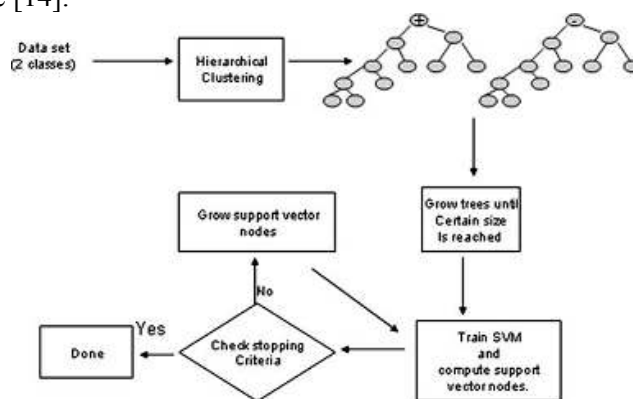 [14].
Data set
(2 classes)
Hierarchical
Clustering
+
-
Grow trees until
Certain size
Is reached
Grow support vector
nodes
No
Yes
Done
Check stopping
Criteria
Train SVM
and
compute support
vector nodes.